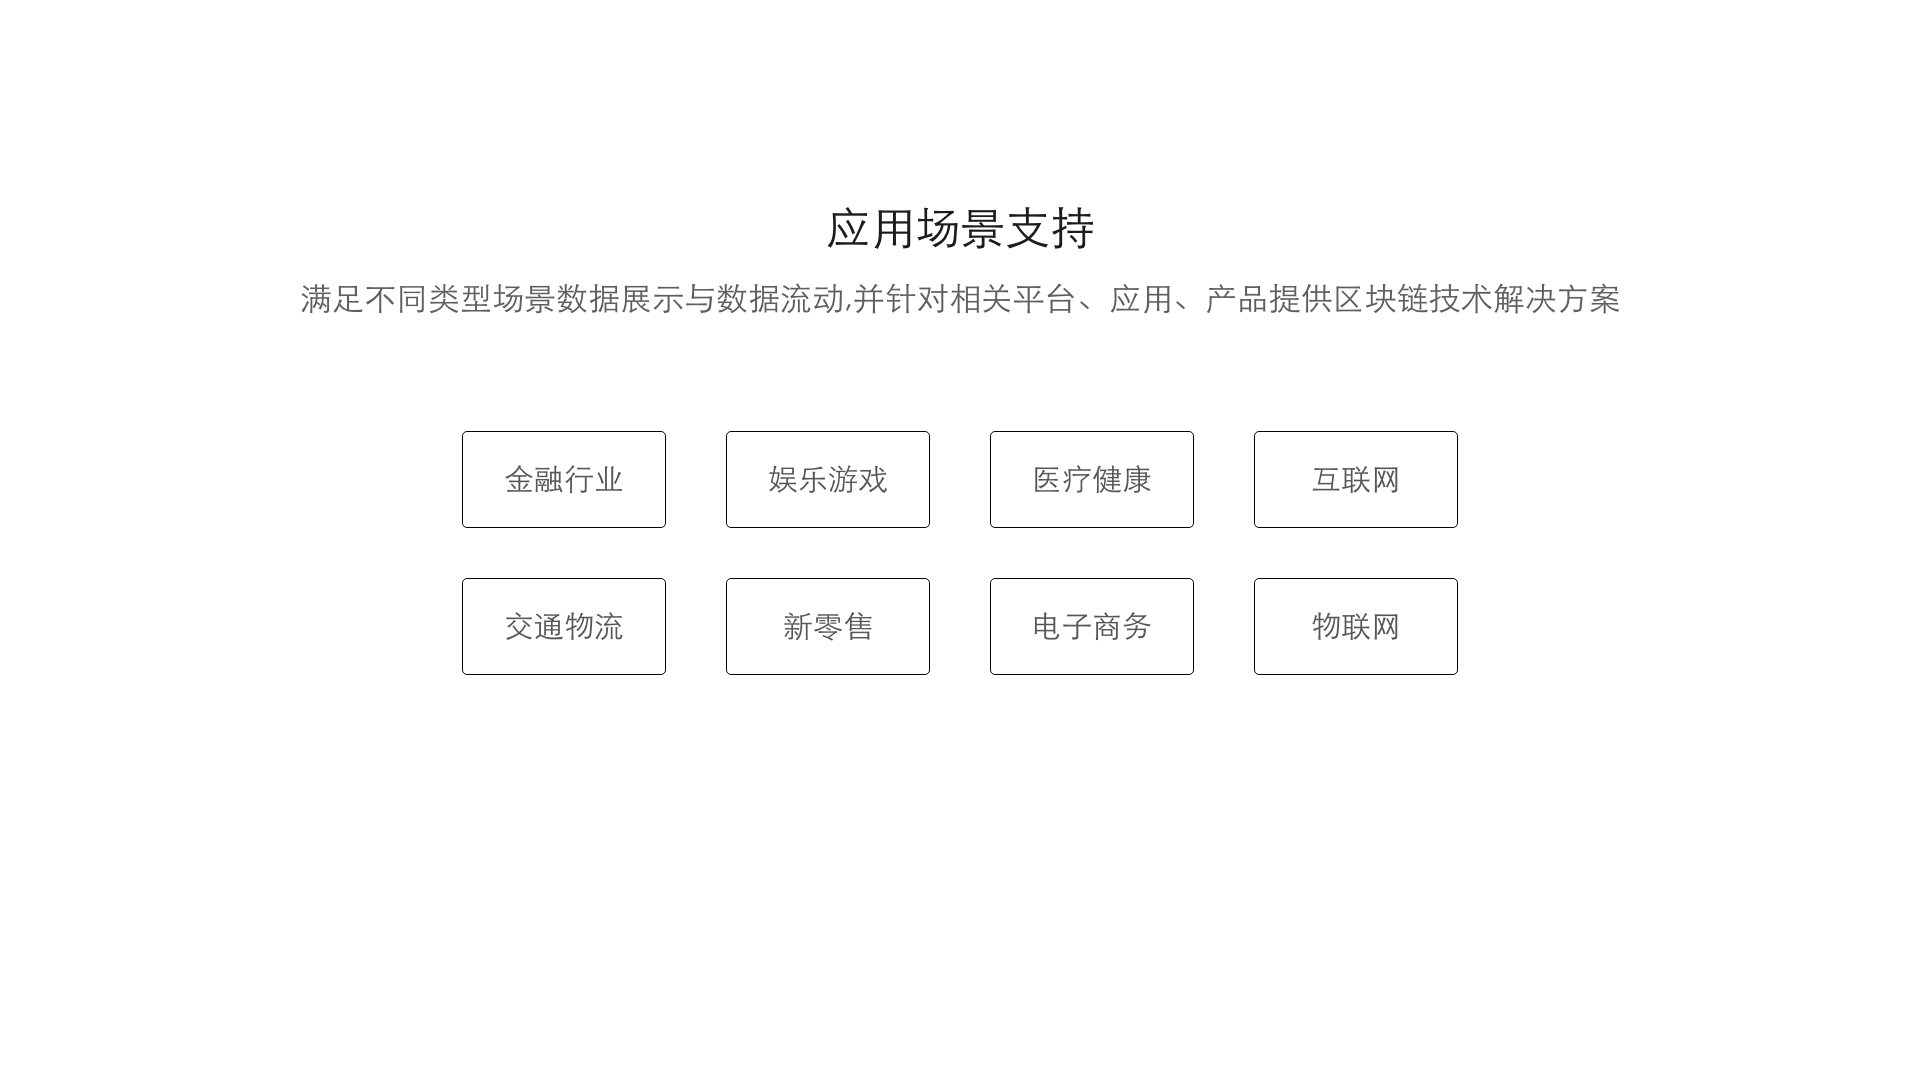 应用场景支持
满足不同类型场景数据展示与数据流动,并针对相关平台、应用、产品提供区块链技术解决方案
金融行业
娱乐游戏
医疗健康
互联网
交通物流
新零售
电子商务
物联网